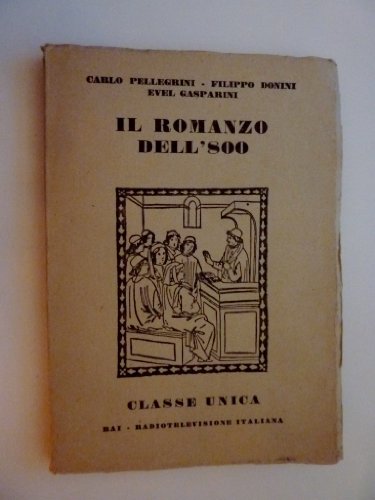 CARLO PELLEGRINI - FILIPPO DONINI
EVEL GASPARINI
IL ROMANZO
DELL'800
CLASSE UNICA
RAI - RADIOTELEVISIONE ITALIANA